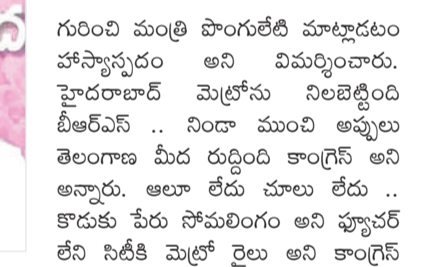 గురించి మంత్రి పొంగులేటి మాట్లాడటం
హాస్యాస్పదం అని విమర్శించారు.
హైదరాబాద్ మెట్రోను నిలబెట్టింది
బీఆర్ఎస్ .. నిండా ముంచి అప్పులు
తెలంగాణ మీద రుద్దింది కాంగ్రెస్ అని
అన్నారు. ఆలూ లేదు చూలు లేదు ..
కొడుకు పేరు సోమలింగం అని ఫ్యూచర్
లేని సిటీకి మెట్రో రైలు అని కాంగ్రెస్